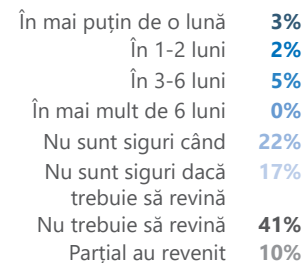 În mai puțin de o lună 3%
În 1-2 luni 2%
În 3-6 luni 5%
În mai mult de 6 luni 0%
Nu sunt siguri când 22%
Nu sunt siguri dacă 17%
trebuie să revină
Nu trebuie să revină 41%
Parțial au revenit 10%